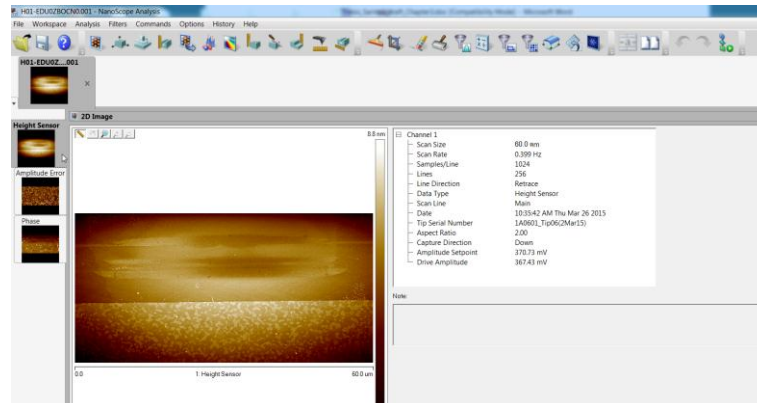 H01-EDU0ZBOCN0.001 - NanoScope Analysis
File Workspace Analysis Filters Commands Options History Help
H01-EDU0Z....001
2D Image
Height Sensor
Amplitude Error
Phase
8.8 nm
Channel 1
Scan Size 60.0 nm
Scan Rate 0.399 Hz
Samples/Line 1024
Lines 256
Line Direction Retrace
Data Type Height Sensor
Scan Line Main
Date 10:35:42 AM Thu Mar 26 2015
Tip Serial Number 1A0601_Tip06(2Mar15)
Aspect Ratio 2.00
Capture Direction Down
Amplitude Setpoint 370.73 mV
Drive Amplitude 367.43 mV
Note:
0.0 1: Height Sensor 60.0 um